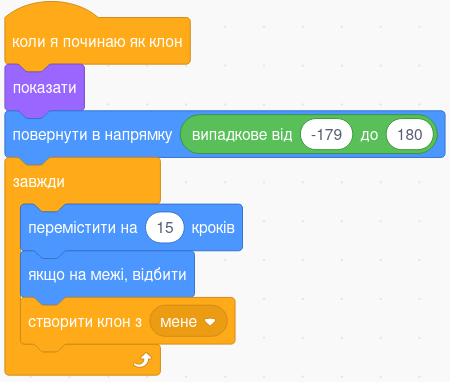 коли я починаю як клон
показати
повернути в напрямку випадкове від -179 до 180
завжди
перемістити на 15 кроків
якщо на межі, відбити
створити клон з мене